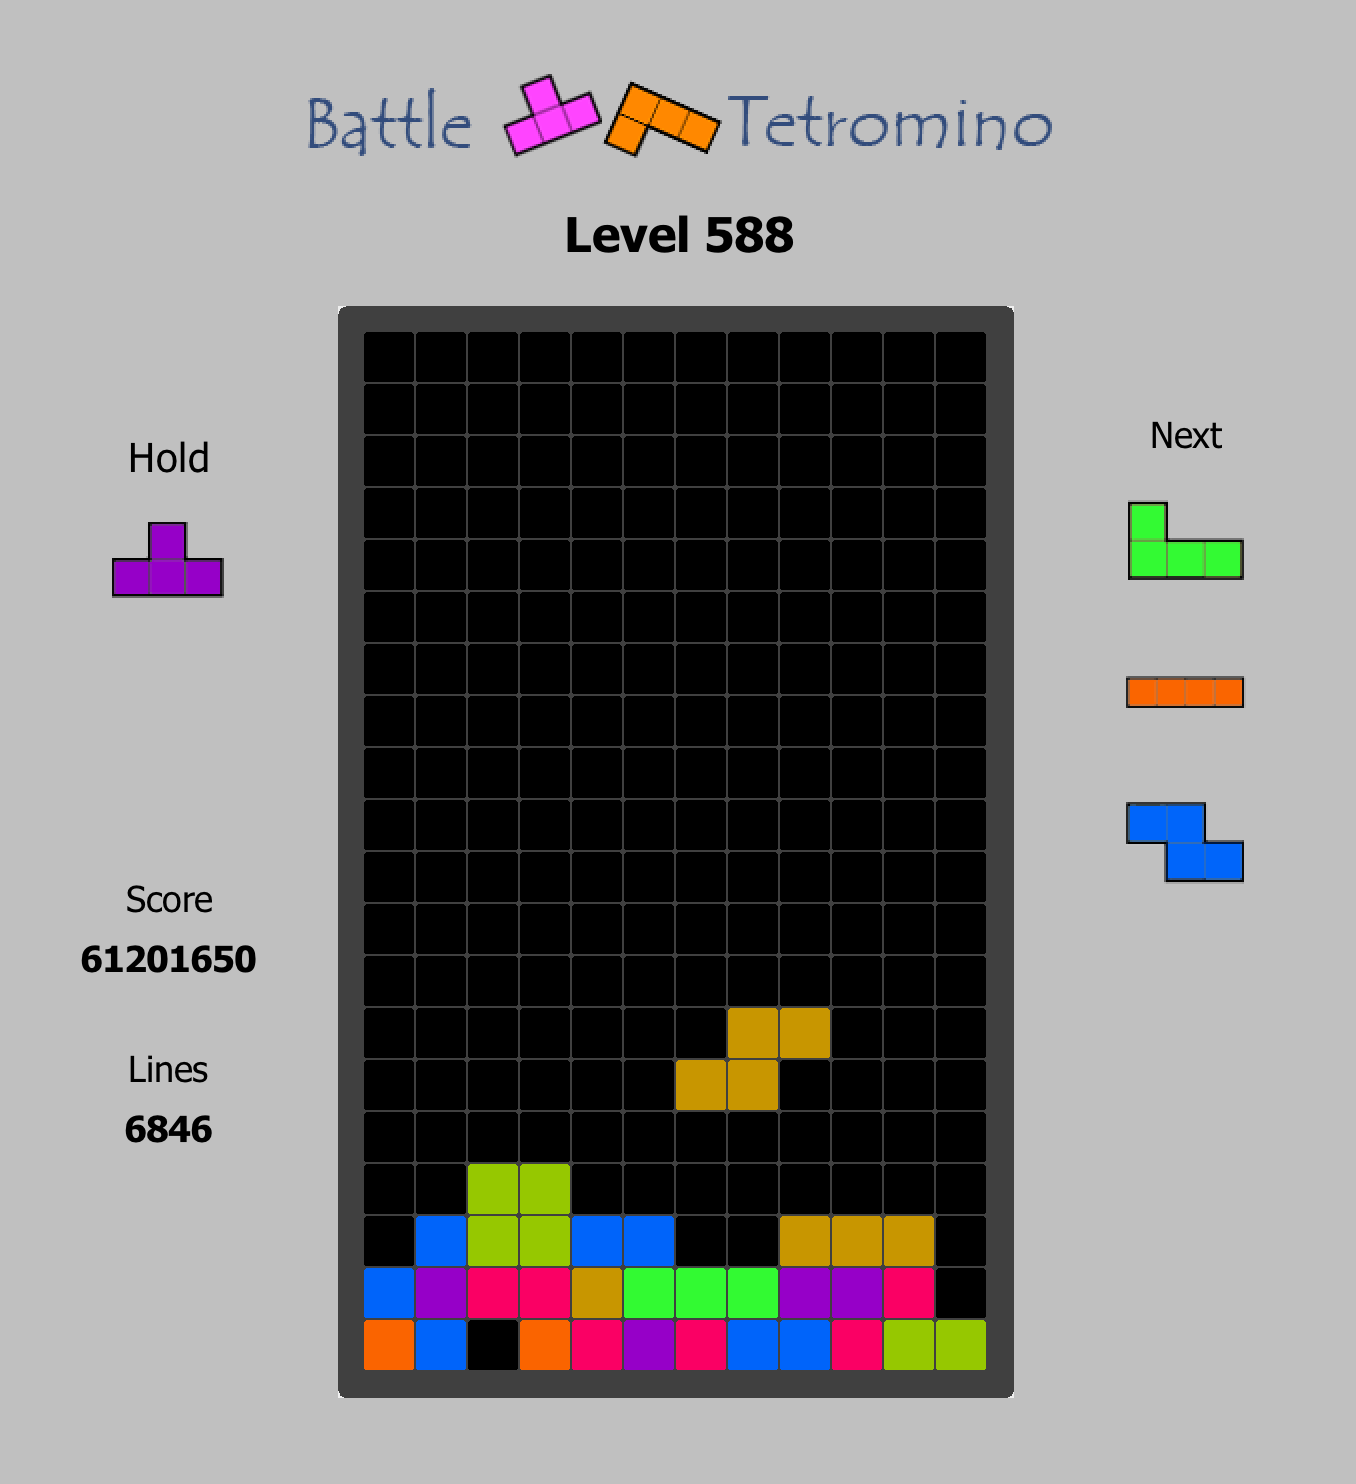 Battle Tetromino
Level 588
Hold
Next
Score
61201650
Lines
6846